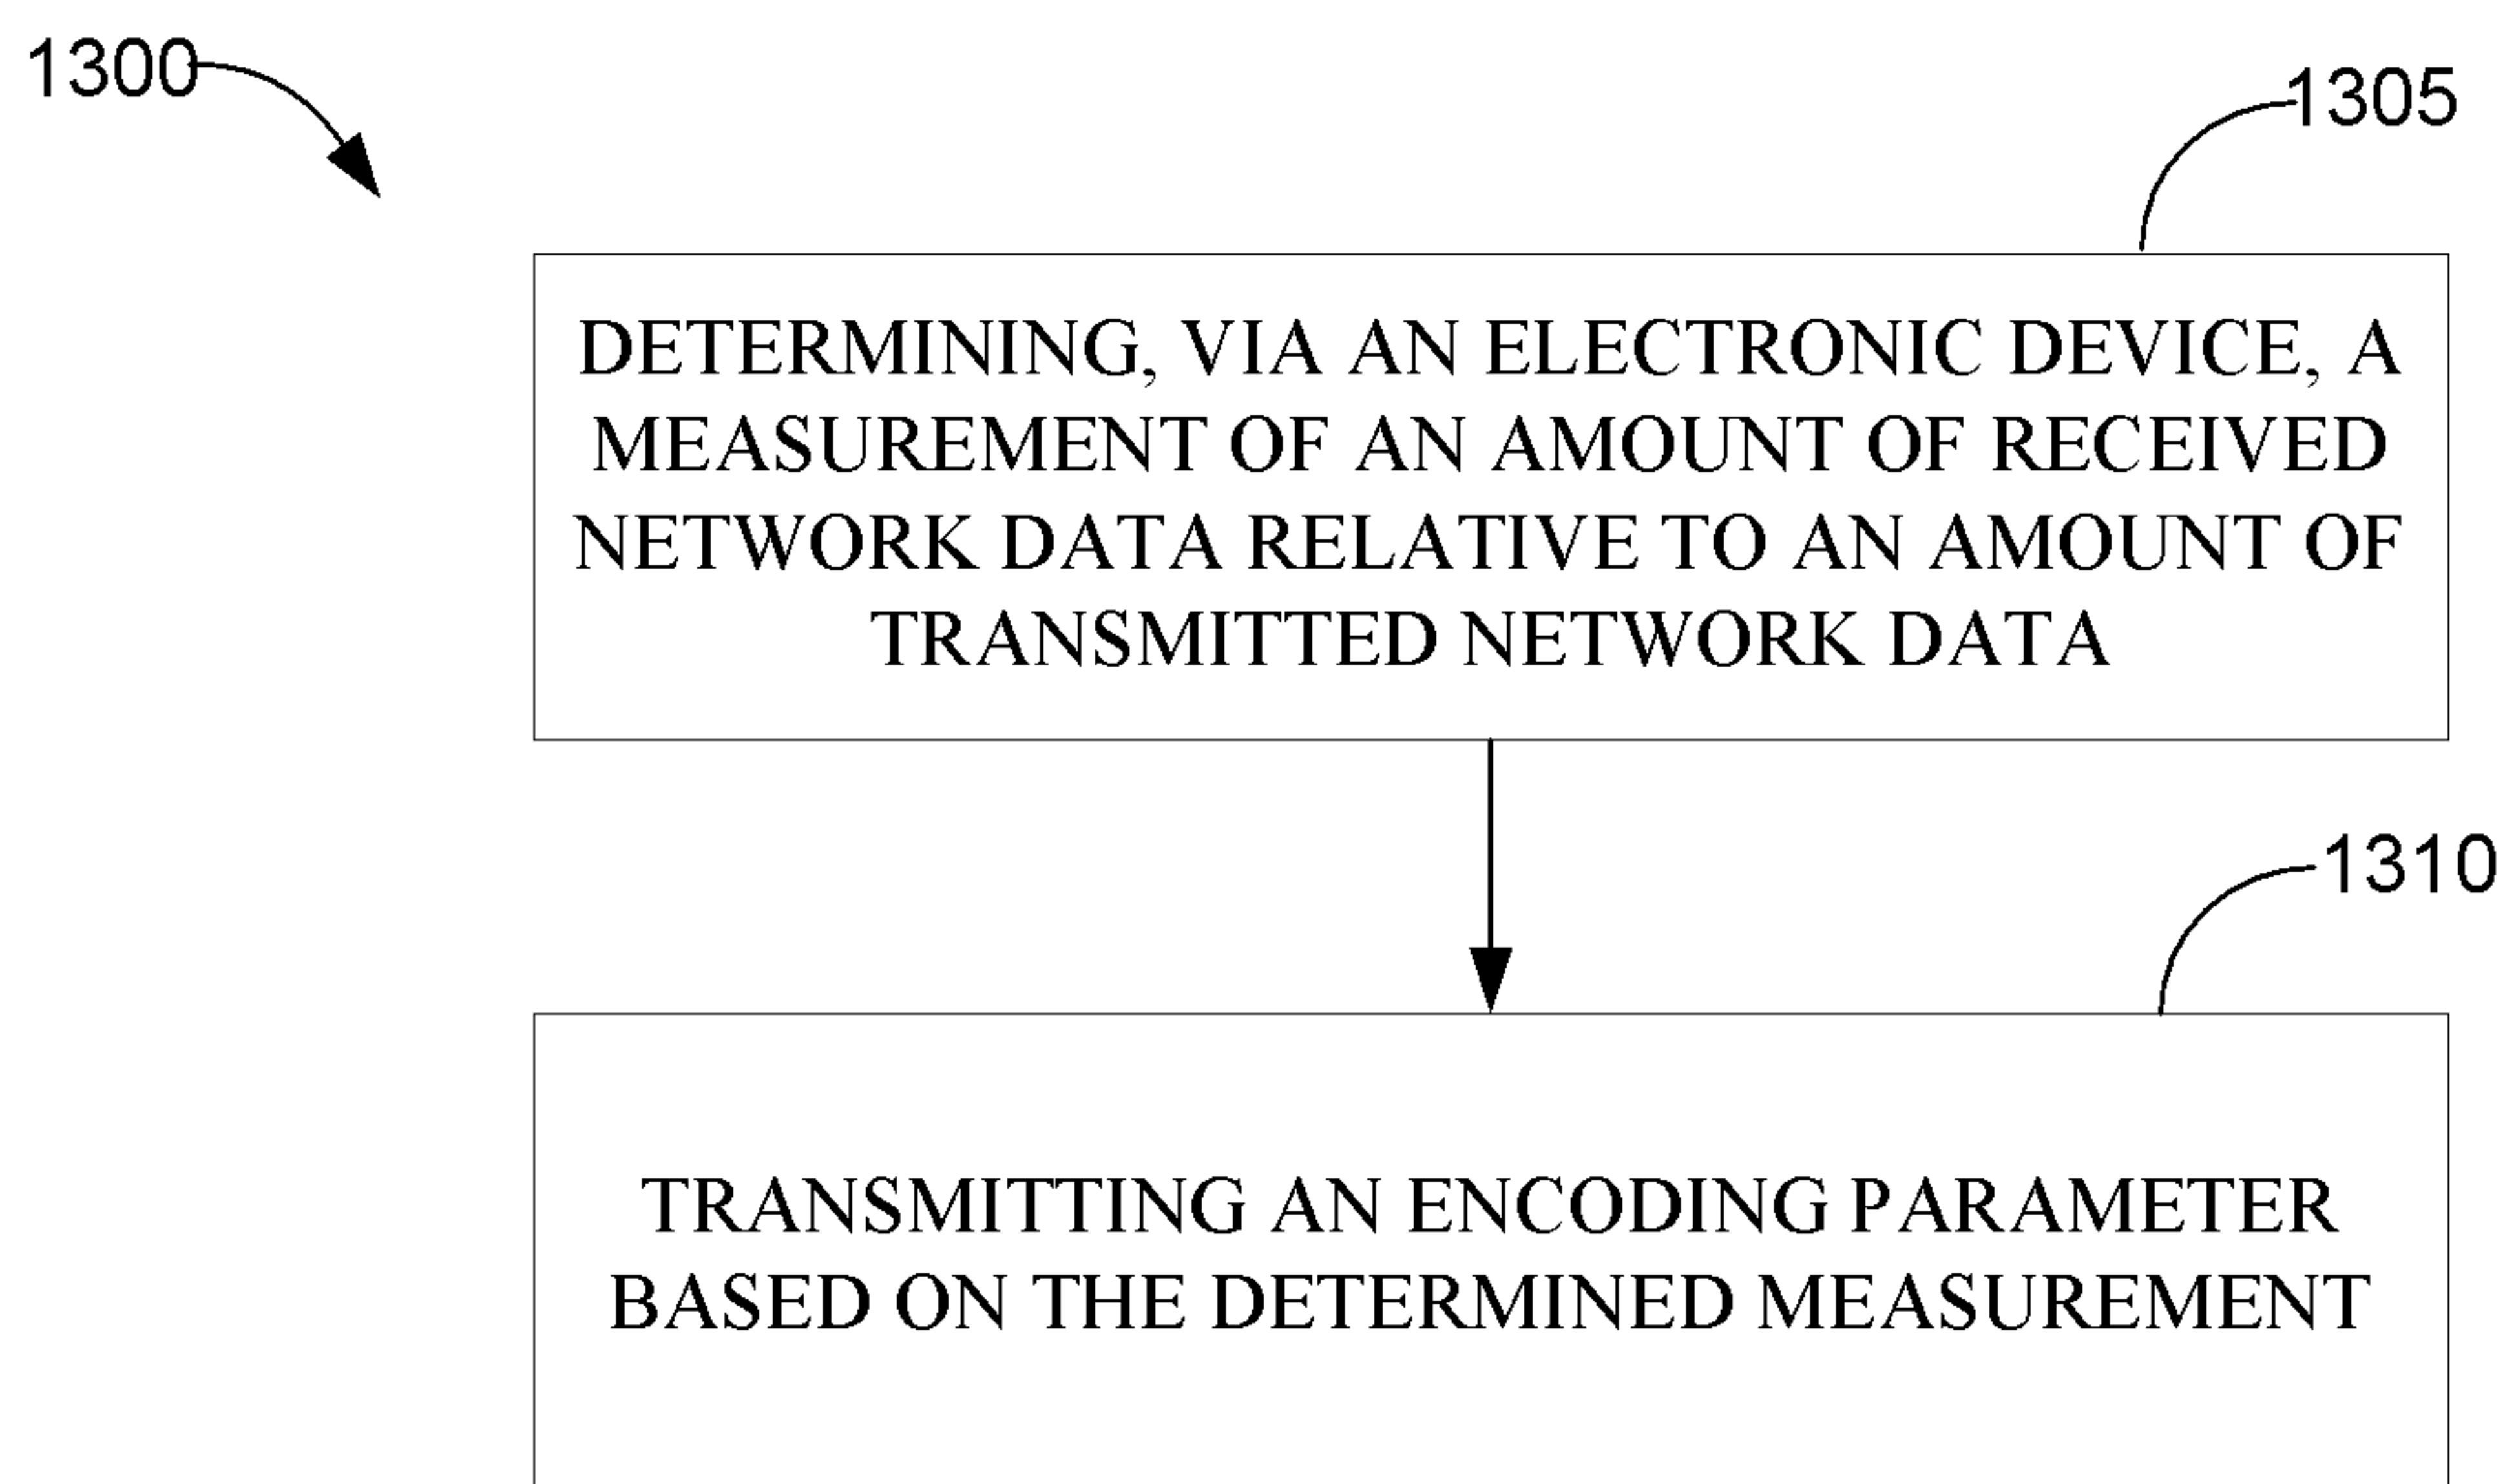 1300
1305
DETERMINING, VIA AN ELECTRONIC DEVICE, A
MEASUREMENT OF AN AMOUNT OF RECEIVED
NETWORK DATA RELATIVE TO AN AMOUNT OF
TRANSMITTED NETWORK DATA
1310
TRANSMITTING AN ENCODING PARAMETER
BASED ON THE DETERMINED MEASUREMENT